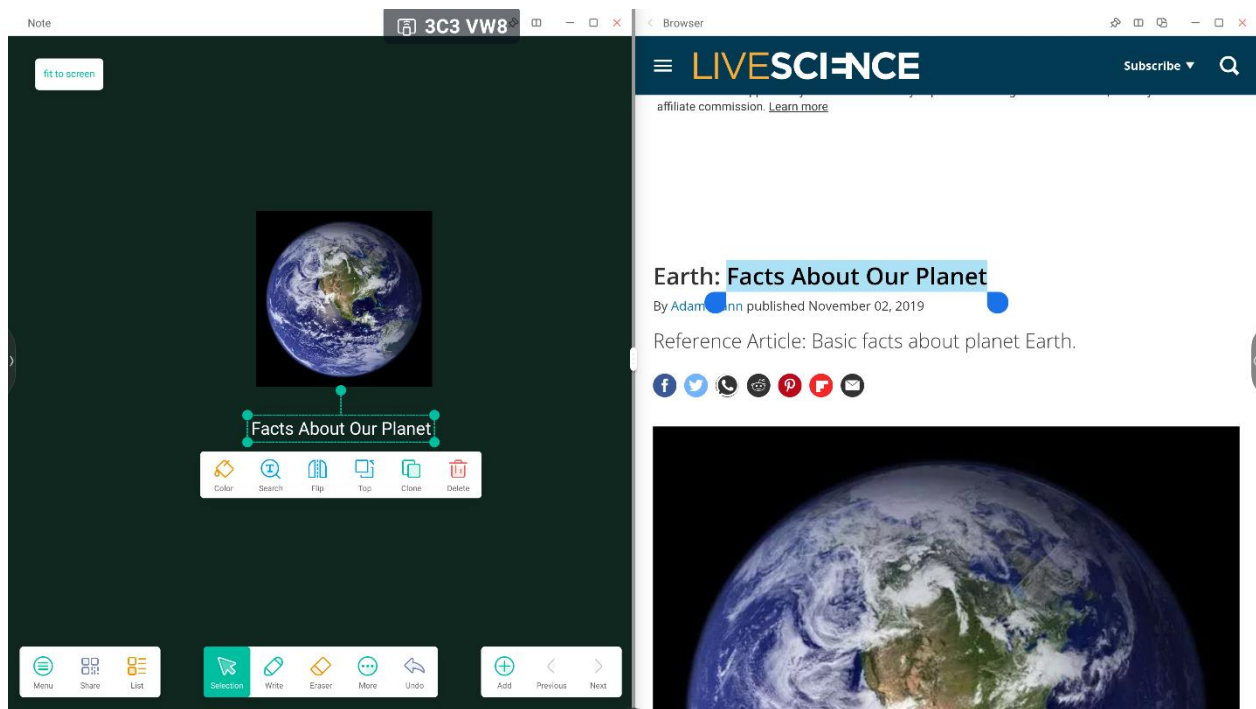 Note
3C3 VW8
fit to screen
Facts About Our Planet
Color
Search
Flip
Top
Clone
Delete
Menu
Share
List
Selection
Write
Eraser
More
Undo
Add
Previous
Next
Browser
LIVESCIENCE
Subscribe
affiliate commission. Learn more
Earth: Facts About Our Planet
By Adam published November 02, 2019
Reference Article: Basic facts about planet Earth.